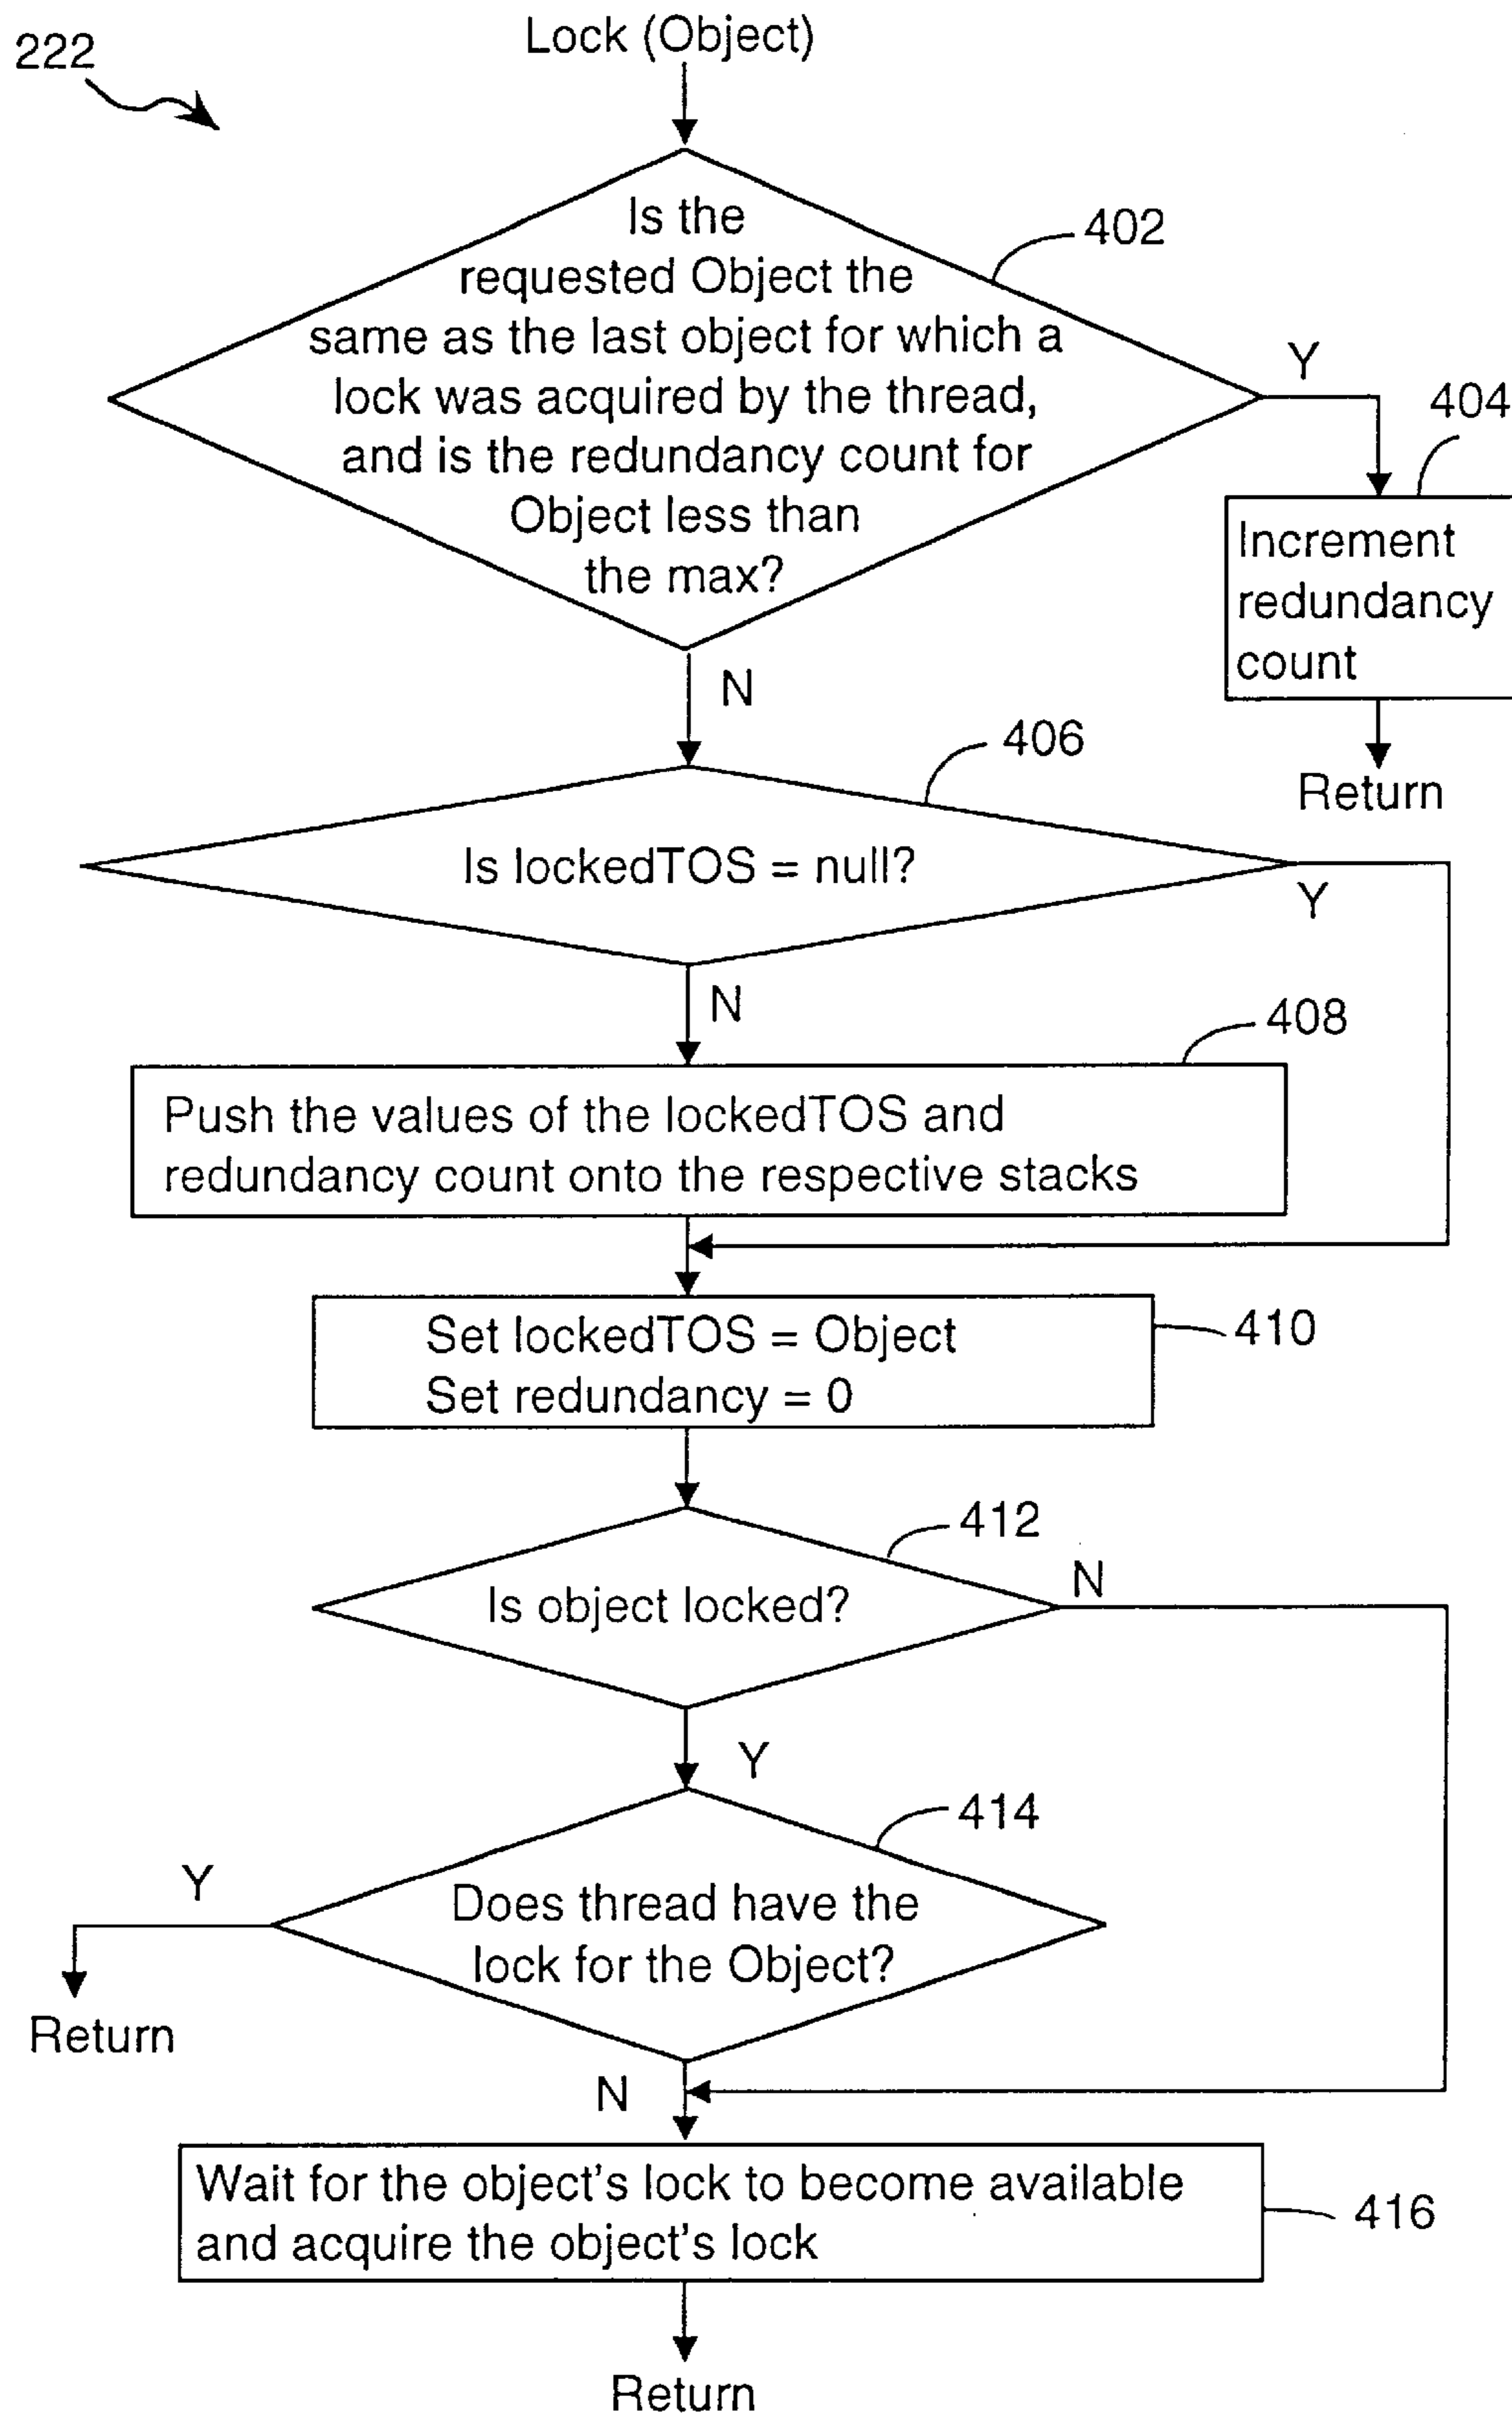 Lock (Object)
222
Is the
requested Object the
same as the last object for which a
lock was acquired by the thread,
and is the redundancy count for
Object less than
the max?
402
Y
404
Increment
redundancy
count
Return
N
406
Is lockedTOS = null?
Y
N
408
Push the values of the lockedTOS and
redundancy count onto the respective stacks
Set lockedTOS = Object
Set redundancy = 0
410
412
Is object locked?
N
Y
414
Does thread have the
lock for the Object?
Y
Return
N
Wait for the object's lock to become available
and acquire the object's lock
416
Return